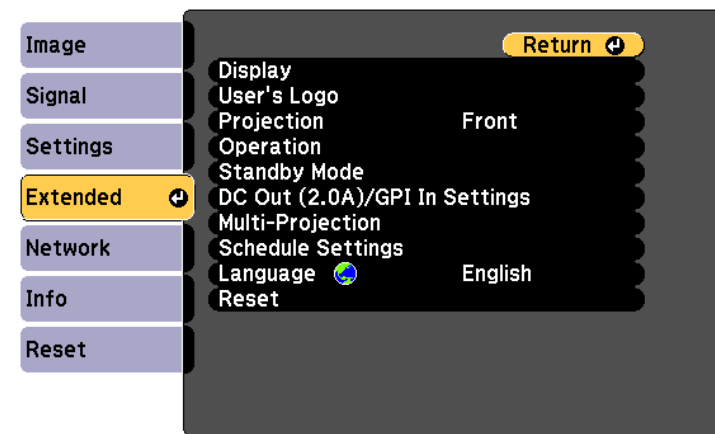 Image
Signal
Settings
Extended
Network
Info
Reset
Return
Display
User's Logo
Projection Front
Operation
Standby Mode
DC Out (2.0A)/GPI In Settings
Multi-Projection
Schedule Settings
Language English
Reset